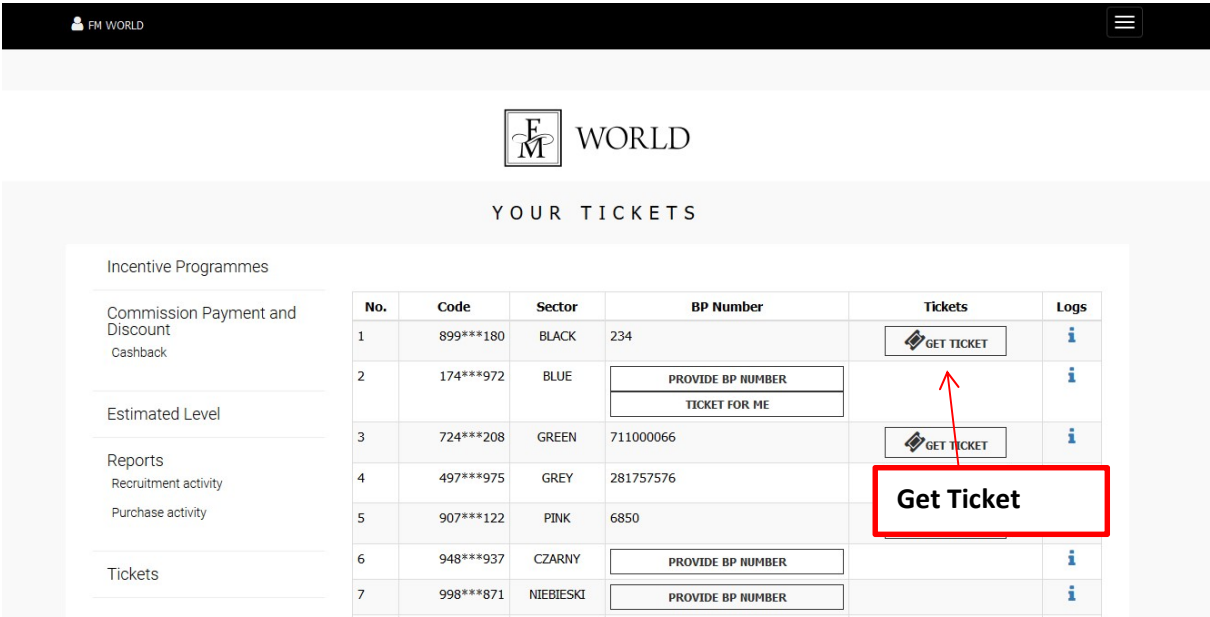 FM WORLD
FM WORLD
YOUR TICKETS
Incentive Programmes
Commission Payment and
Discount
Cashback
Estimated Level
Reports
Recruitment activity
Purchase activity
Tickets
No. Code Sector BP Number Tickets Logs
1 899***180 BLACK 234 GET TICKET
2 174***972 BLUE PROVIDE BP NUMBER
TICKET FOR ME
3 724***208 GREEN 711000066 GET TICKET
4 497***975 GREY 281757576
5 907***122 PINK 6850
Get Ticket
6 948***937 CZARNY PROVIDE BP NUMBER
7 998***871 NIEBIESKI PROVIDE BP NUMBER